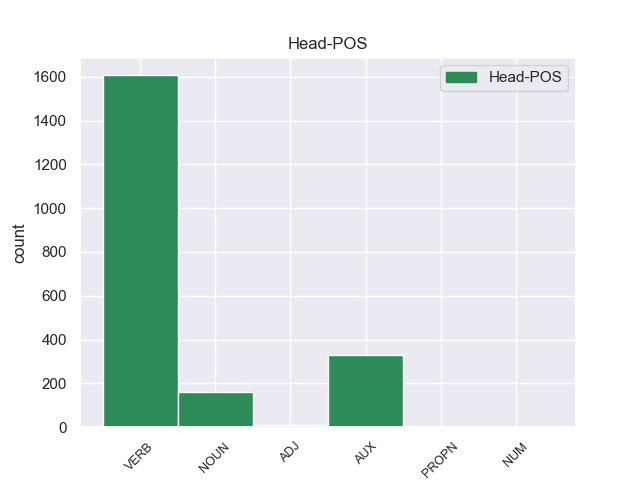 Head-POS
Head-POS
count
1600
1400
1200
1000
800
600
400
200
0
VERB
NOUN
ADJ
AUX
PROPN
NUM